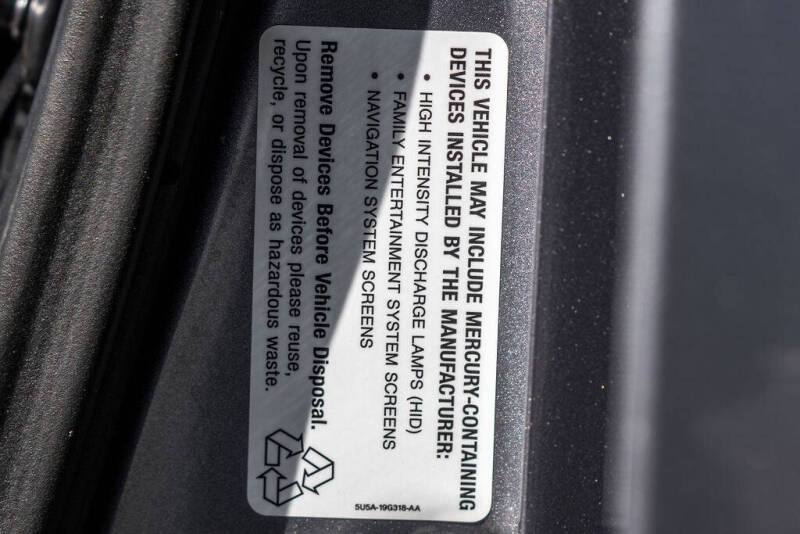 THIS VEHICLE MAY INCLUDE MERCURY-CONTAINING
DEVICES INSTALLED BY THE MANUFACTURER:
• HIGH INTENSITY DISCHARGE LAMPS (HID)
• FAMILY ENTERTAINMENT SYSTEM SCREENS
• NAVIGATION SYSTEM SCREENS
Remove Devices Before Vehicle Disposal.
Upon removal of devices please reuse,
recycle, or dispose as hazardous waste.
5U5A-19G318-AA